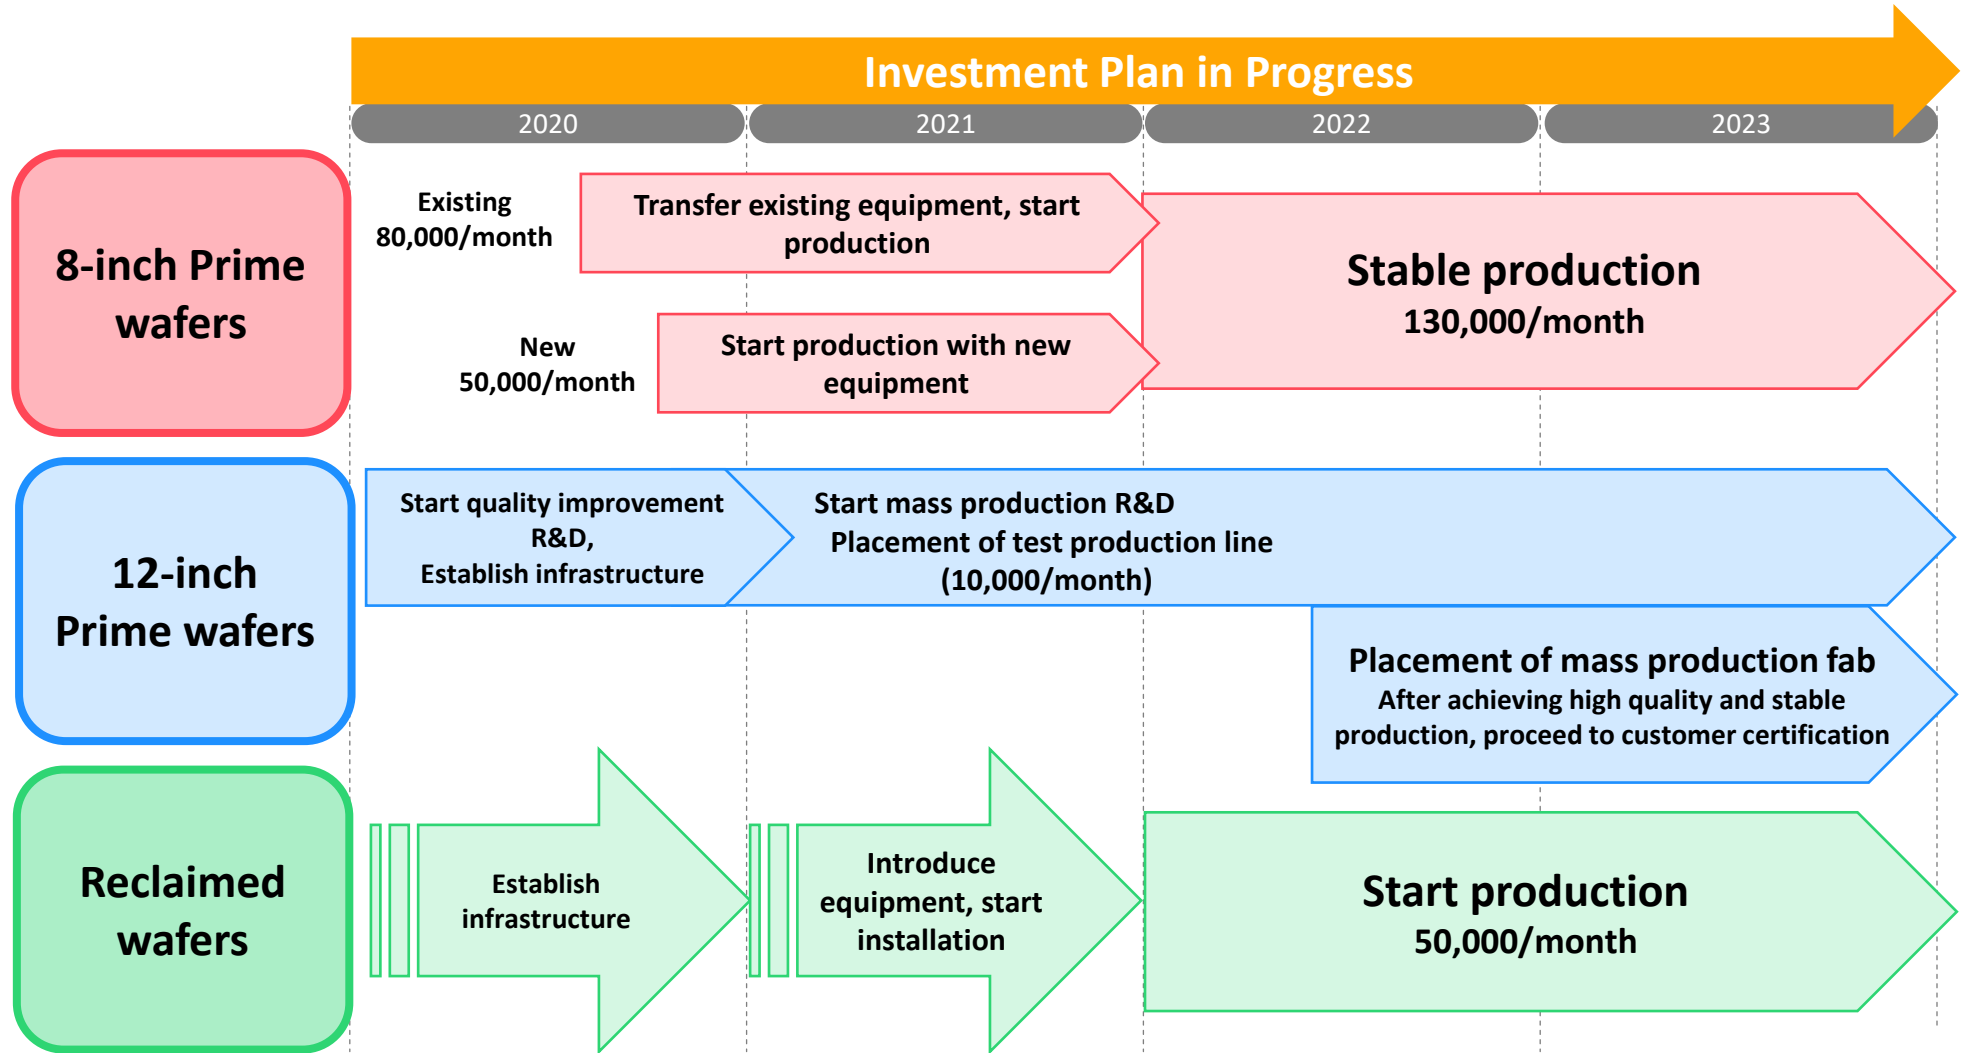 Investment Plan in Progress
2020
2021
2022
2023
8-inch Prime
wafers
Existing
80,000/month
Transfer existing equipment, start
production
New
50,000/month
Start production with new
equipment
Stable production
130,000/month
12-inch
Prime wafers
Start quality improvement
R&D,
Establish infrastructure
Start mass production R&D
Placement of test production line
(10,000/month)
Placement of mass production fab
After achieving high quality and stable
production, proceed to customer certification
Reclaimed
wafers
Establish
infrastructure
Introduce
equipment, start
installation
Start production
50,000/month